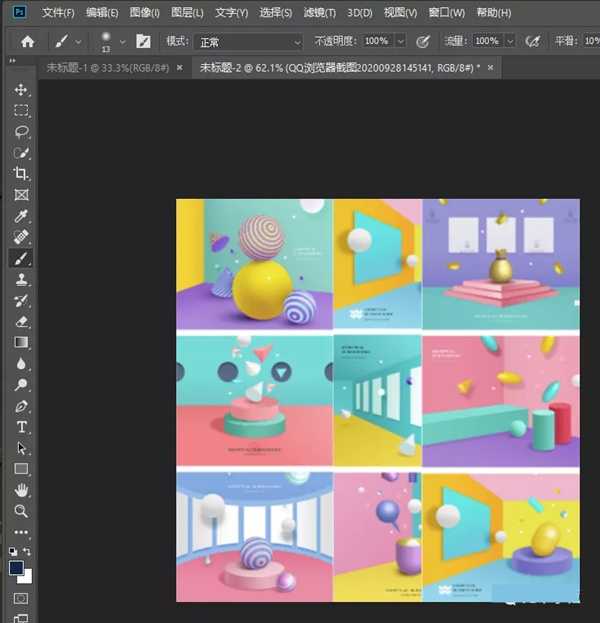 Ps 文件(F) 编辑(E) 图像(I) 图层(L) 文字(Y) 选择(S) 滤镜(T) 3D(D) 视图(V) 窗口(W) 帮助(H)
13 模式: 正常 不透明度: 100% 流量: 100% 平滑: 10%
未标题-1 @ 33.3%(RGB/8#) × 未标题-2 @ 62.1% (QQ浏览器截图20200928145141, RGB/8#) * ×